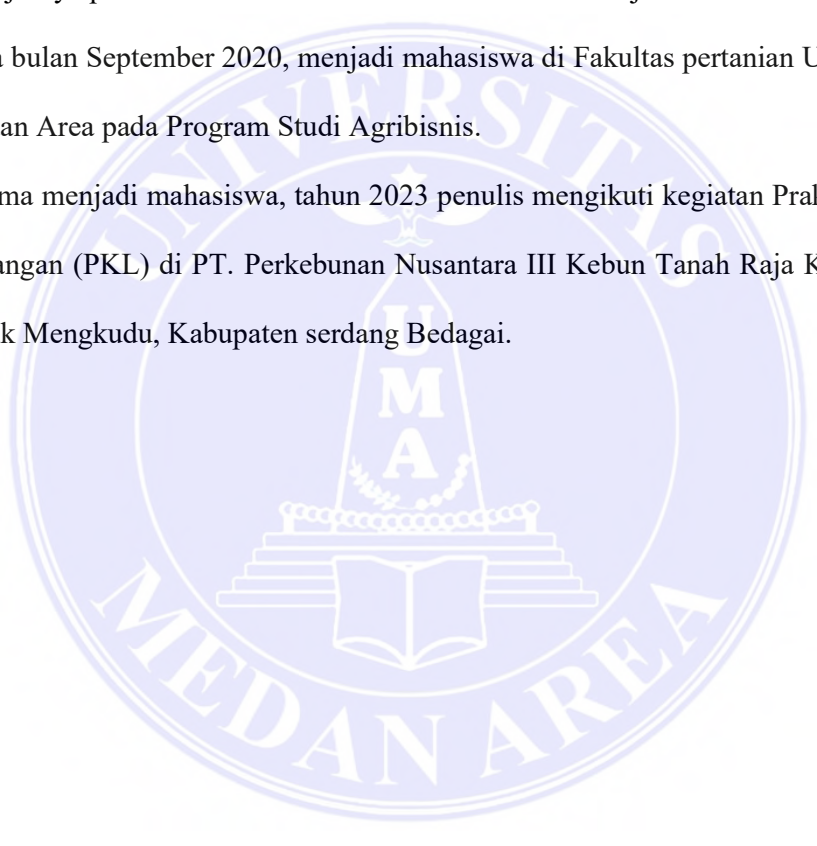 a bulan September 2020, menjadi mahasiswa di Fakultas pertanian U
an Area pada Program Studi Agribisnis.
ma menjadi mahasiswa, tahun 2023 penulis mengikuti kegiatan Prak
angan (PKL) di PT. Perkebunan Nusantara III Kebun Tanah Raja K
k Mengkudu, Kabupaten serdang Bedagai.
UNIVERSITAS
U
M
A
MEDAN AREA